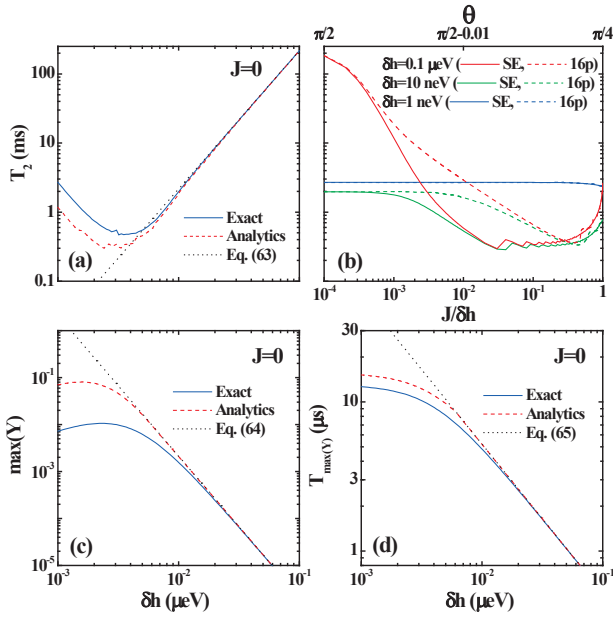 J=0
T2 (ms)
100
10
1
0.1
Exact
Analytics
Eq. (63)
(a)
θ
π/2 π/2−0.01 π/4
δh=0.1 μeV ( SE, 16p)
δh=10 neV ( SE, 16p)
δh=1 neV ( SE, 16p)
(b)
10-4 10-3 10-2 10-1 1
J/δh
J=0
max(Y)
10-1
10-3
10-5
Exact
Analytics
Eq. (64)
(c)
10-3 10-2 10-1
δh (μeV)
J=0
Tmax(Y) (μs)
30
10
3
1
Exact
Analytics
Eq. (65)
(d)
10-3 10-2 10-1
δh (μeV)